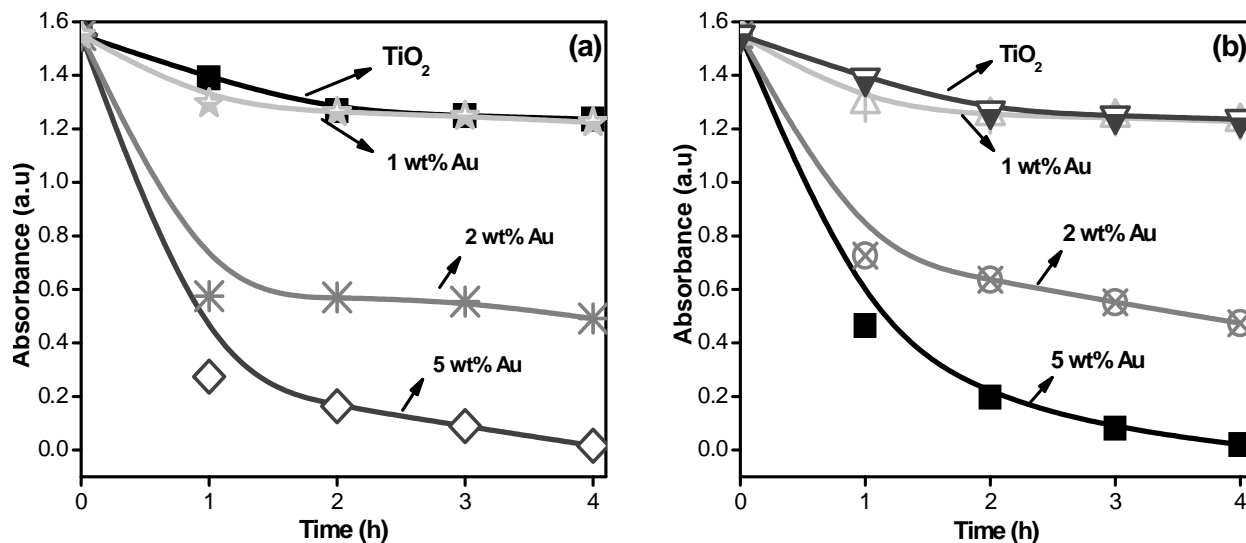 (a)
TiO2
1 wt% Au
2 wt% Au
5 wt% Au
Absorbance (a.u)
1.6
1.4
1.2
1.0
0.8
0.6
0.4
0.2
0.0
0 1 2 3 4
Time (h)
(b)
TiO2
1 wt% Au
2 wt% Au
5 wt% Au
Absorbance (a.u)
1.6
1.4
1.2
1.0
0.8
0.6
0.4
0.2
0.0
0 1 2 3 4
Time (h)